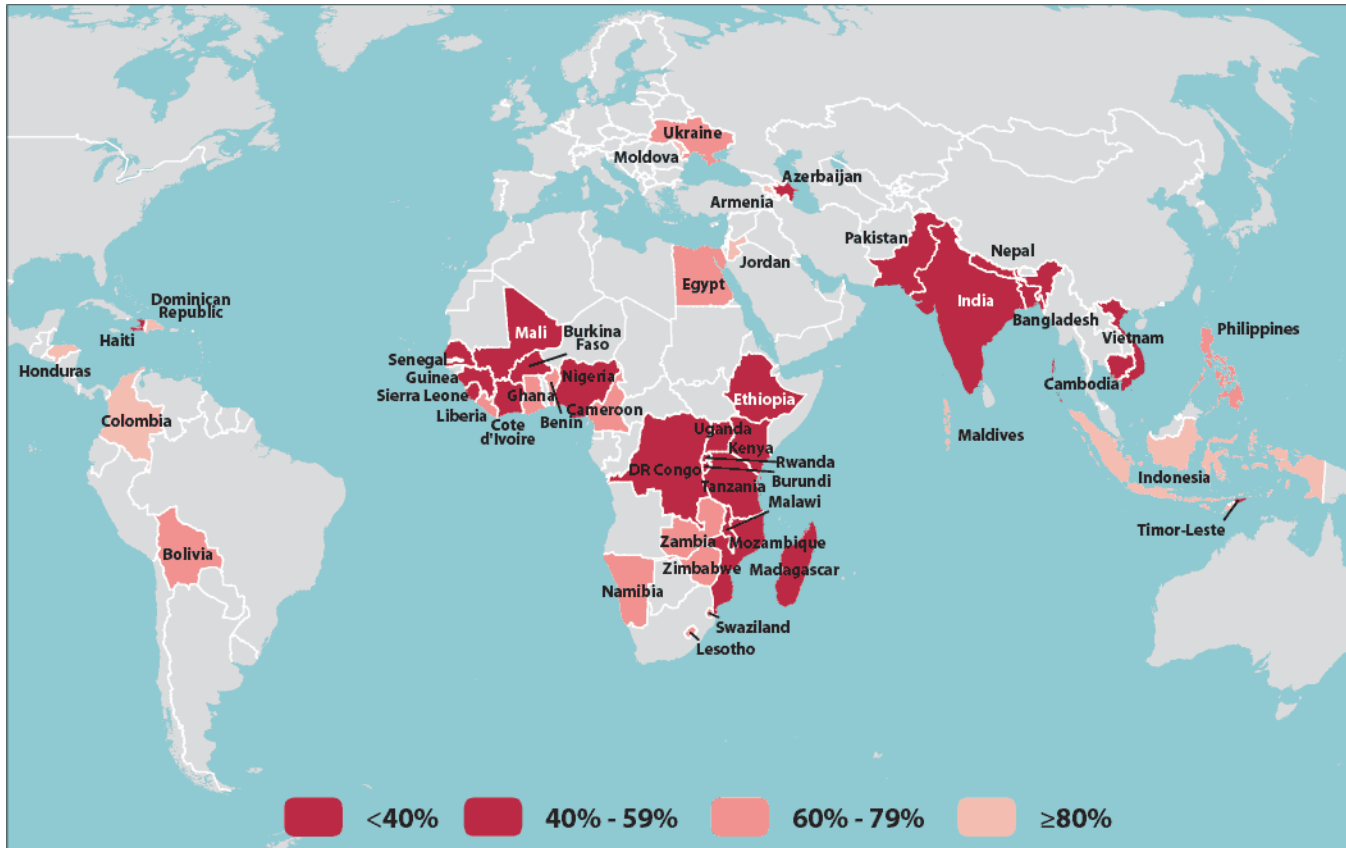 Ukraine
Moldova
Azerbaijan
Armenia
Pakistan
Nepal
Jordan
Egypt
India
Dominican
Republic
Bangladesh
Haiti
Mali
Burkina
Faso
Vietnam
Philippines
Honduras
Senegal
Guinea
Nigeria
Cambodia
Sierra Leone
Ghana
Ethiopia
Liberia
Cameroon
Colombia
Cote
d'Ivoire
Benin
Uganda
Maldives
Kenya
Rwanda
DR Congo
Burundi
Indonesia
Tanzania
Malawi
Timor-Leste
Zambia
Mozambique
Bolivia
Zimbabwe
Madagascar
Namibia
Swaziland
Lesotho
<40% 40% - 59% 60% - 79% ≥80%